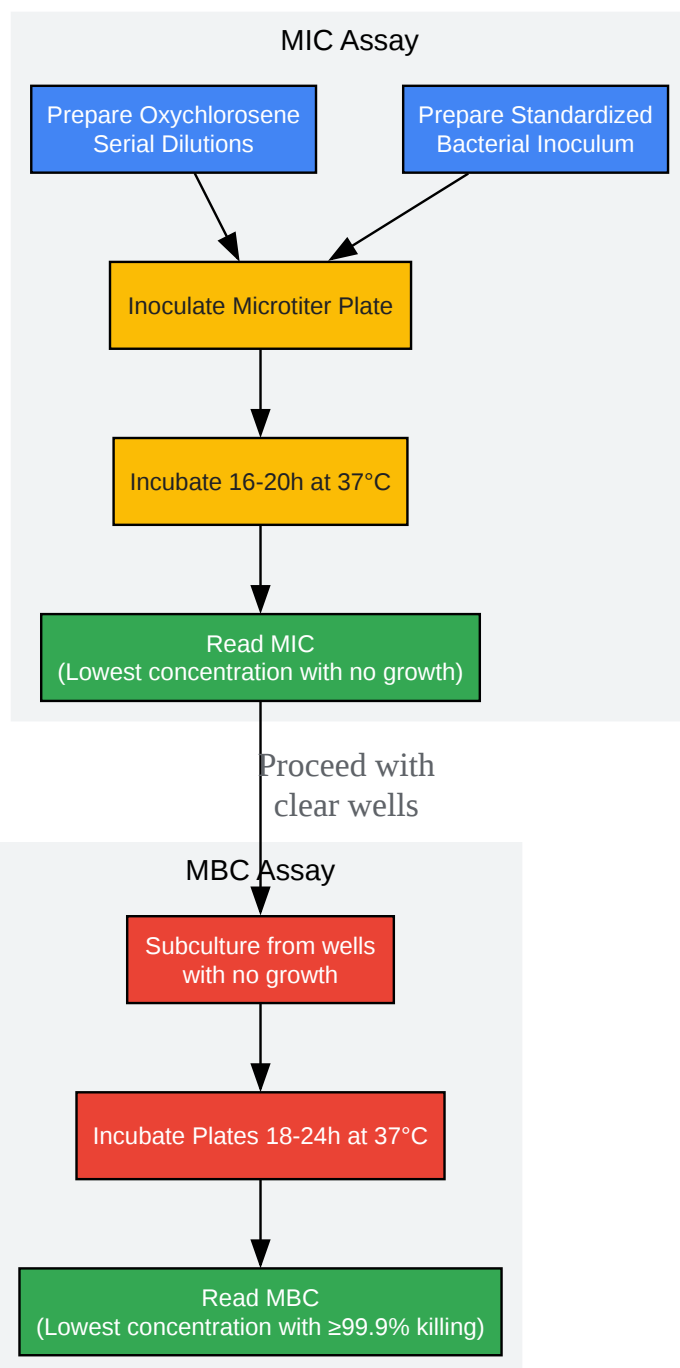 MIC Assay
Prepare Oxychlorosene
Serial Dilutions
Prepare Standardized
Bacterial Inoculum
Inoculate Microtiter Plate
Incubate 16-20h at 37°C
Read MIC
(Lowest concentration with no growth)
Proceed with
clear wells
MBC Assay
Subculture from wells
with no growth
Incubate Plates 18-24h at 37°C
Read MBC
(Lowest concentration with ≥99.9% killing)